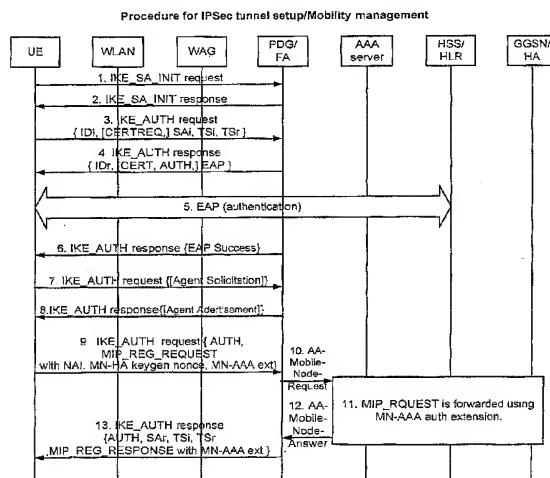 Procedure for IPSec tunnel setup/Mobility management
UE
WLAN
WAG
PDG/
FA
AAA
server
HSS/
HLR
GGSN/
HA
1. IKE_SA_INIT request
2. IKE_SA_INIT response
3. IKE_AUTH request
{ IDi, [CERTREQ,] SAi, TSi, TSr }
4. IKE_AUTH response
{ IDr, [CERT, AUTH,] EAP }
5. EAP (authentication)
6. IKE_AUTH response {EAP Success}
7. IKE_AUTH request {[Agent Solicitation]}
8.IKE_AUTH response{[Agent Adertsement]}
9. IKE_AUTH request { AUTH,
MIP_REG_REQUEST
with NAI, MN-HA keygen nonce, MN-AAA ext}
10. AA-
Mobile-
Node-
Request
11. MIP_RQUEST is forwarded using
MN-AAA auth extension.
12. AA-
Mobile-
Node-
Answer
13. IKE_AUTH response
{AUTH, SAr, TSi, TSr
,MIP_REG_RESPONSE with MN-AAA ext }